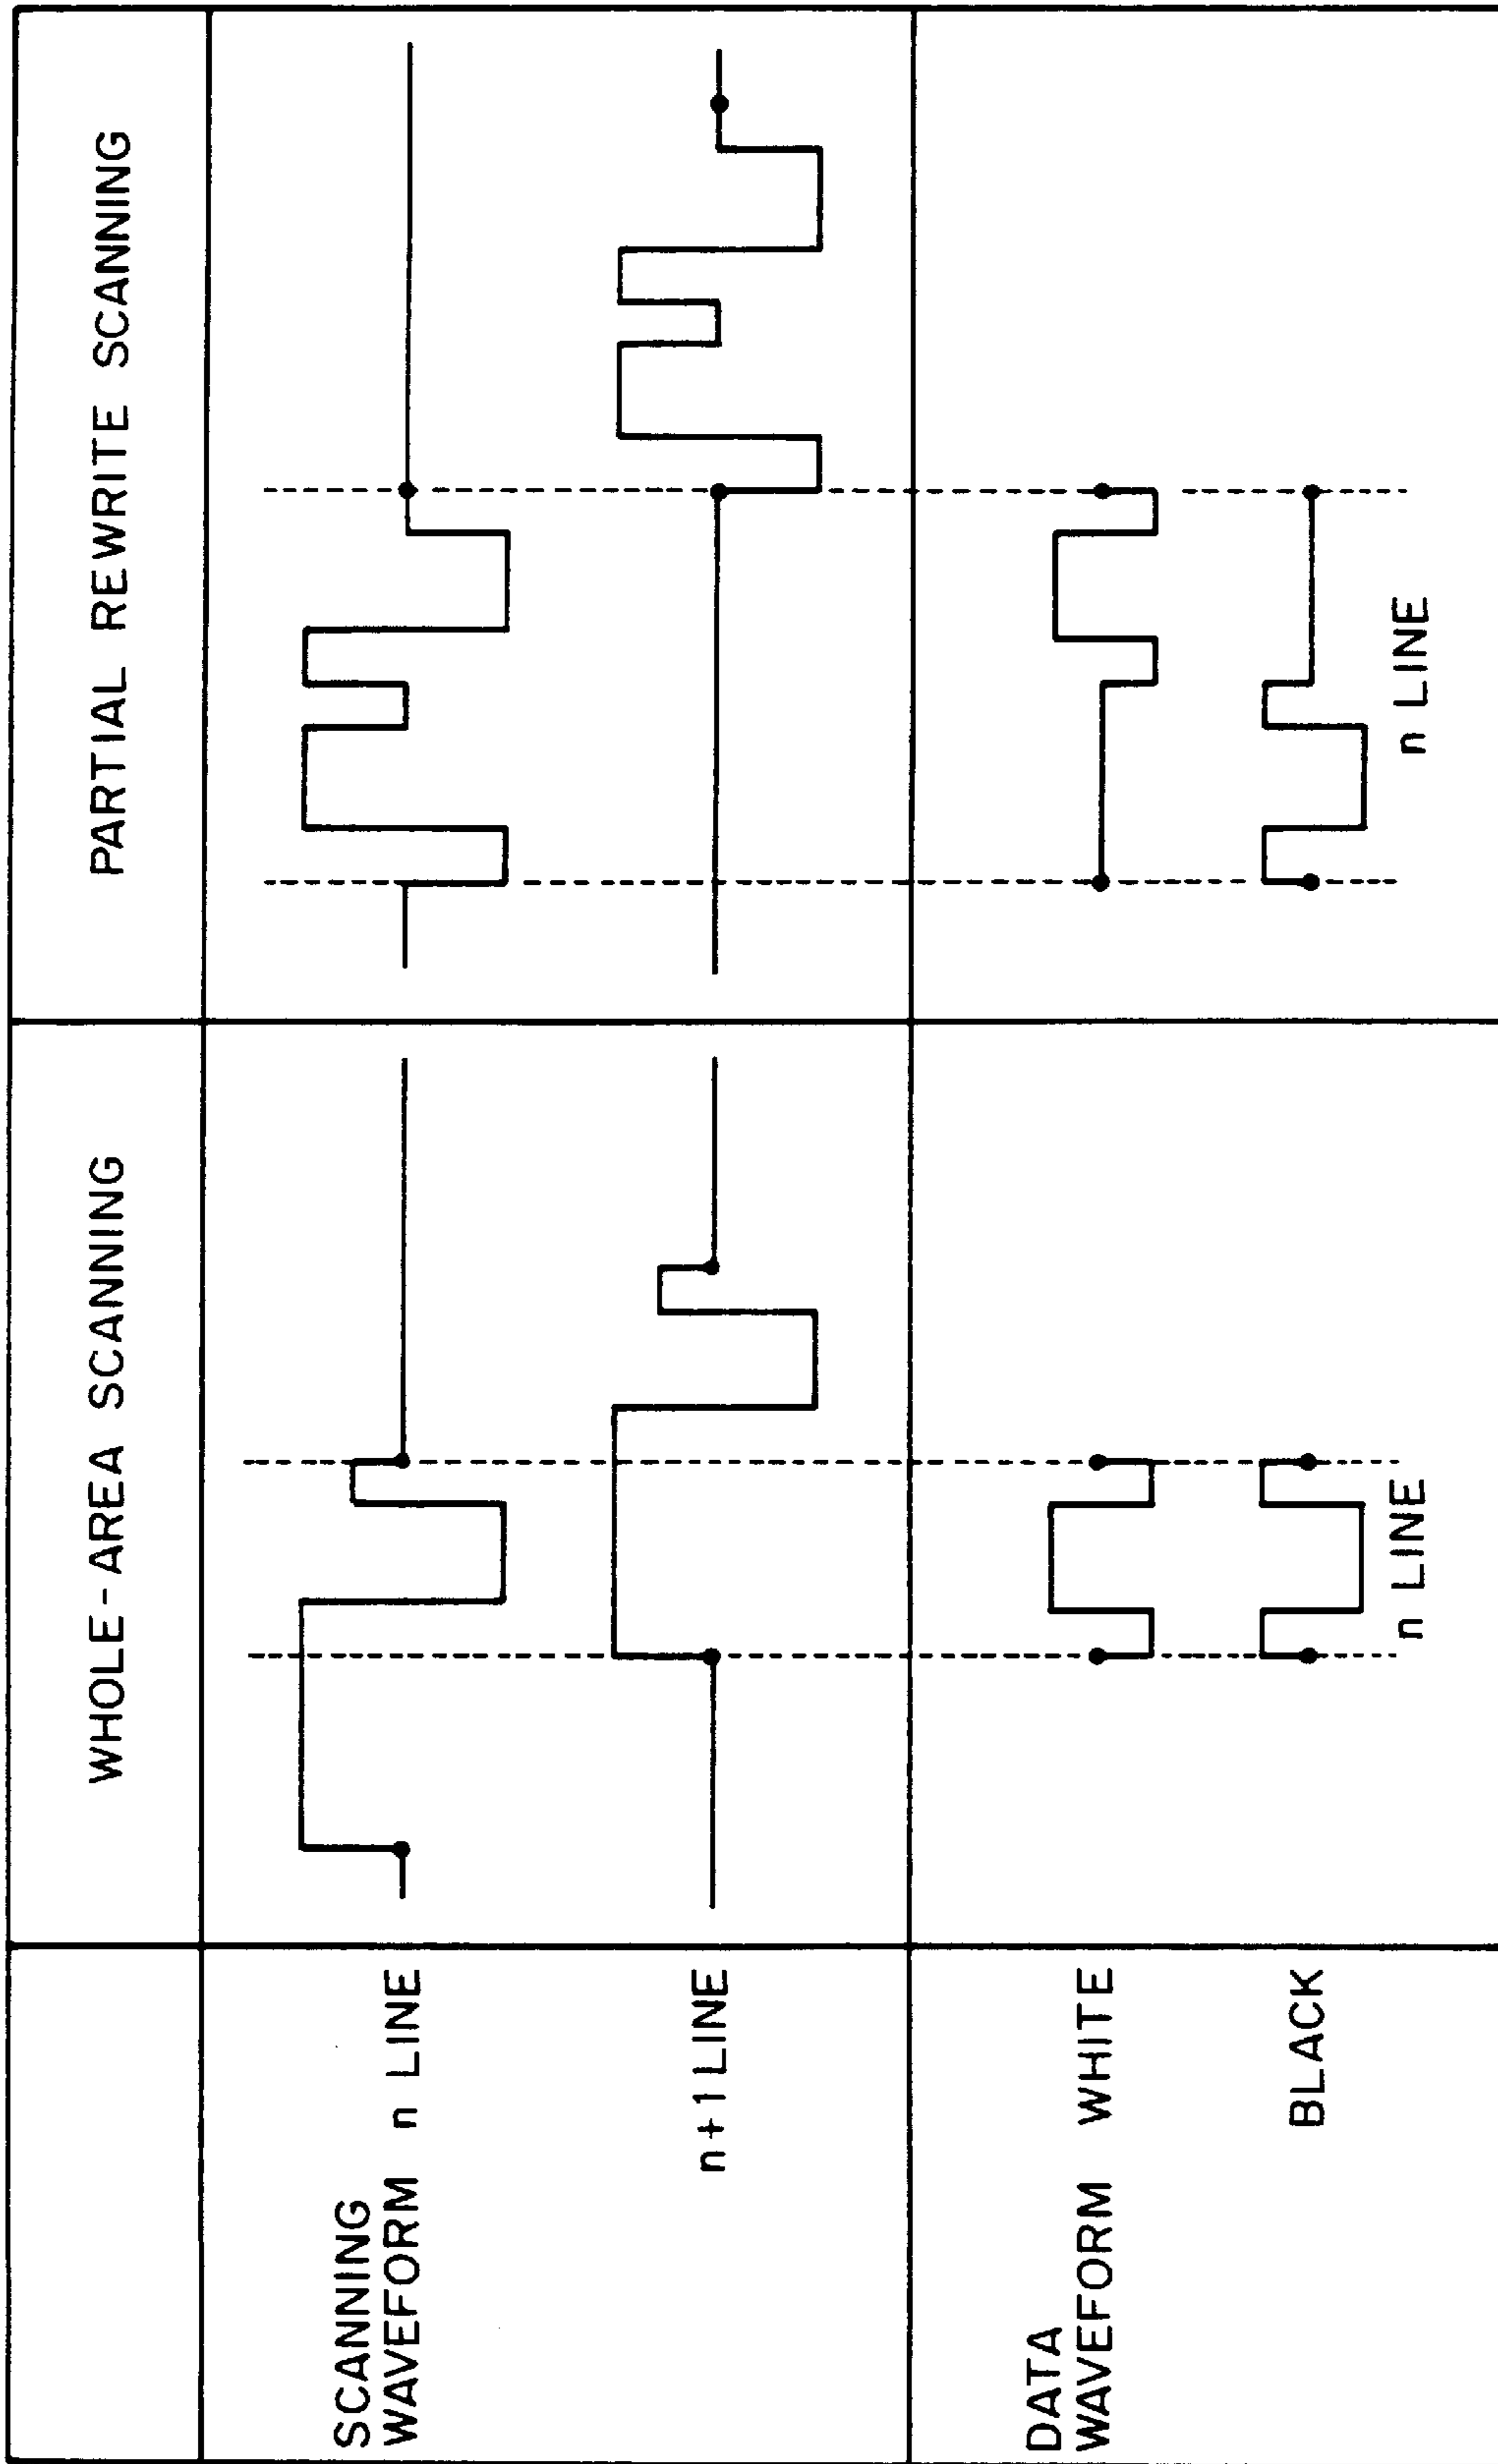 WHOLE-AREA SCANNING
PARTIAL REWRITE SCANNING
SCANNING
WAVEFORM n LINE
n+1 LINE
DATA
WAVEFORM WHITE
BLACK
n LINE
n LINE